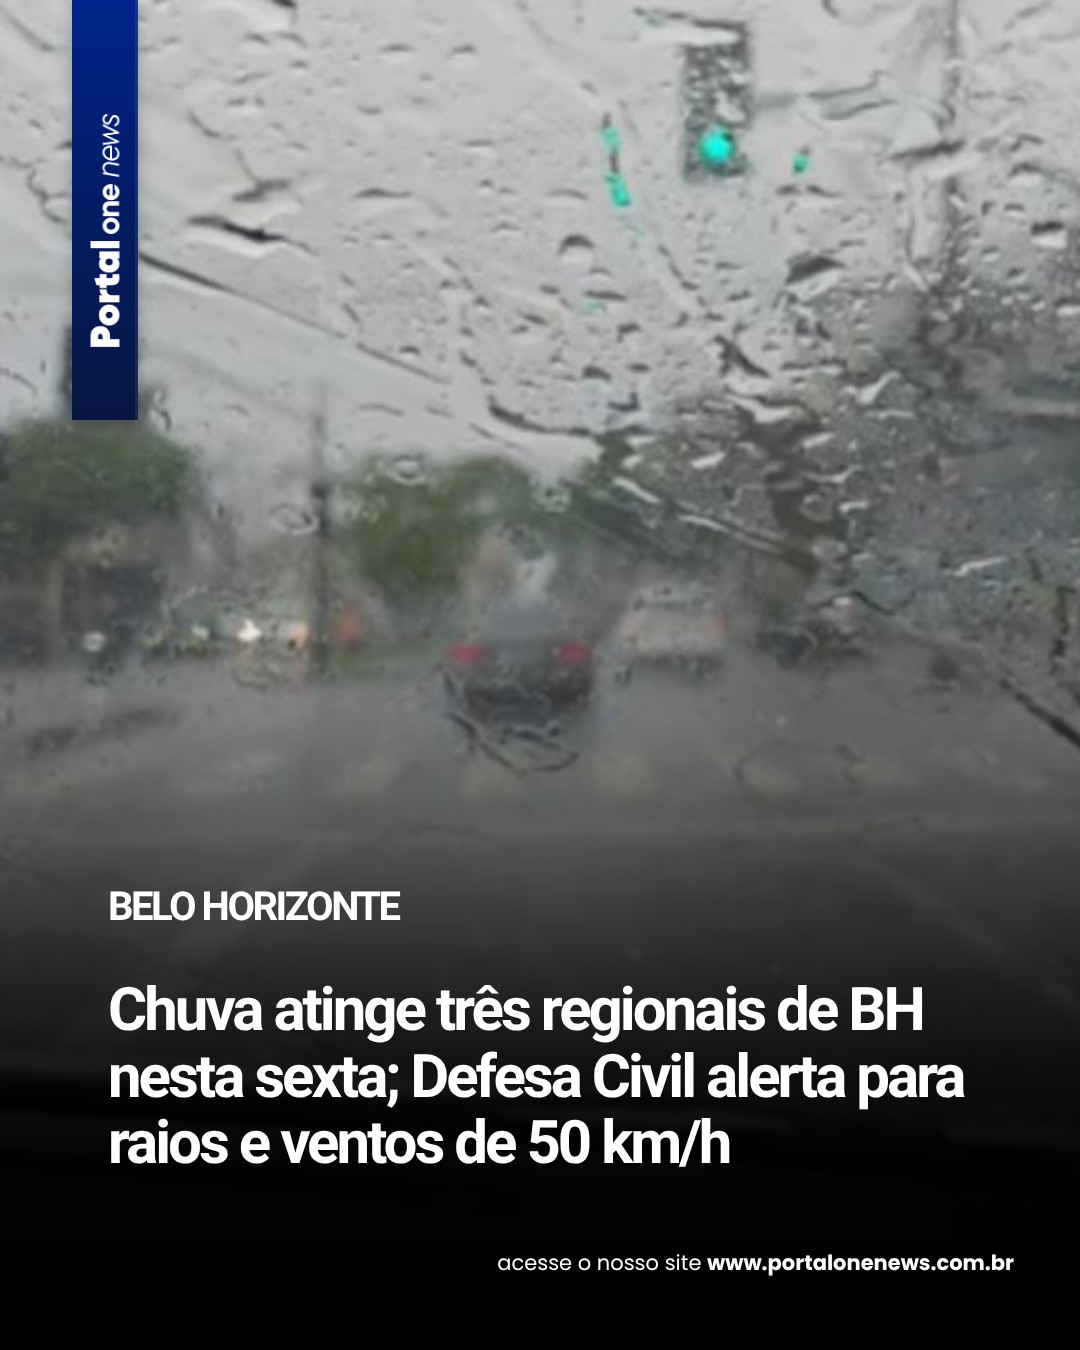 Portal one news
BELO HORIZONTE
Chuva atinge três regionais de BH
nesta sexta; Defesa Civil alerta para
raios e ventos de 50 km/h
acesse o nosso site www.portalonenews.com.br